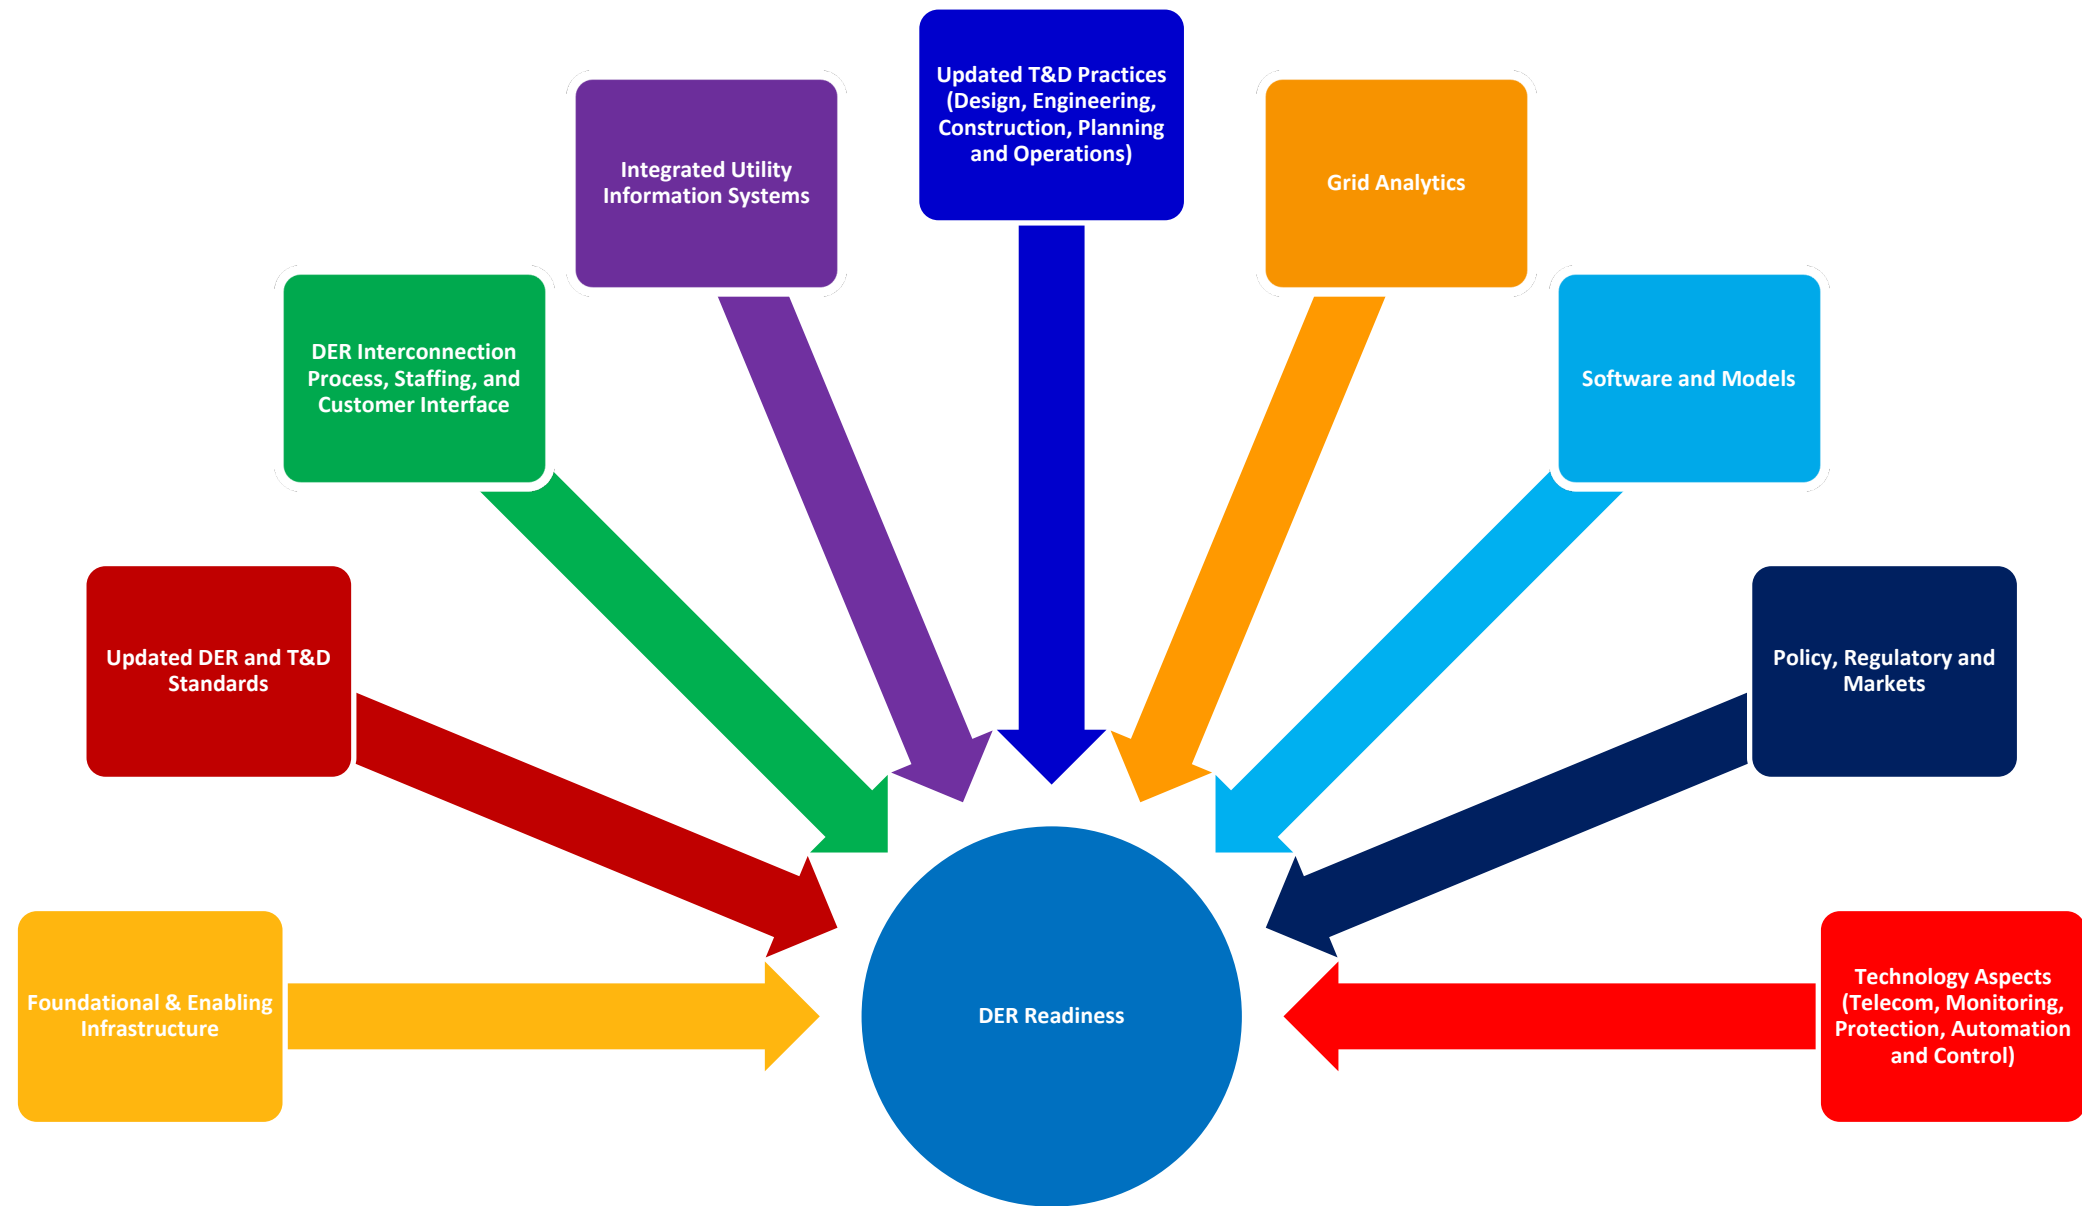 Updated T&D Practices
(Design, Engineering,
Construction, Planning
and Operations)
Integrated Utility
Information Systems
Grid Analytics
DER Interconnection
Process, Staffing, and
Customer Interface
Software and Models
Updated DER and T&D
Standards
Policy, Regulatory and
Markets
Foundational & Enabling
Infrastructure
DER Readiness
Technology Aspects
(Telecom, Monitoring,
Protection, Automation
and Control)